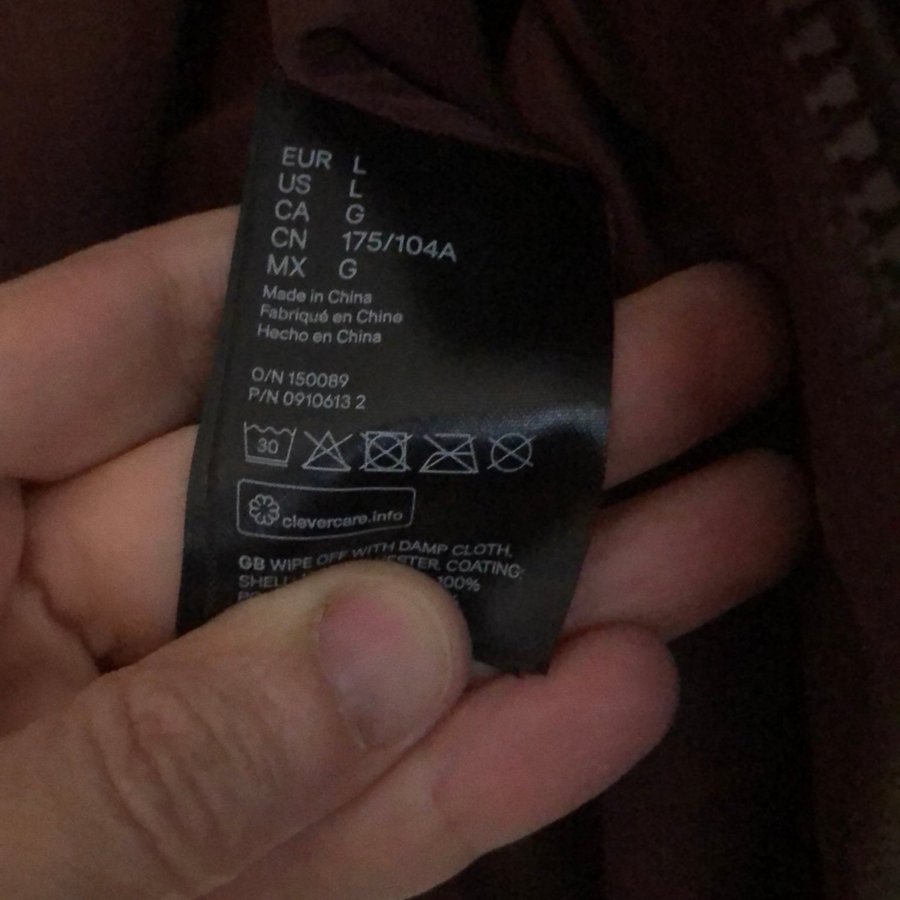 EUR L
US L
CA G
CN 175/104A
MX G
Made in China
Fabriqué en Chine
Hecho en China
O/N 150089
P/N 0910613 2
30
clevercare.info
GB WIPE OFF WITH DAMP CLOTH.
COATING:
100%